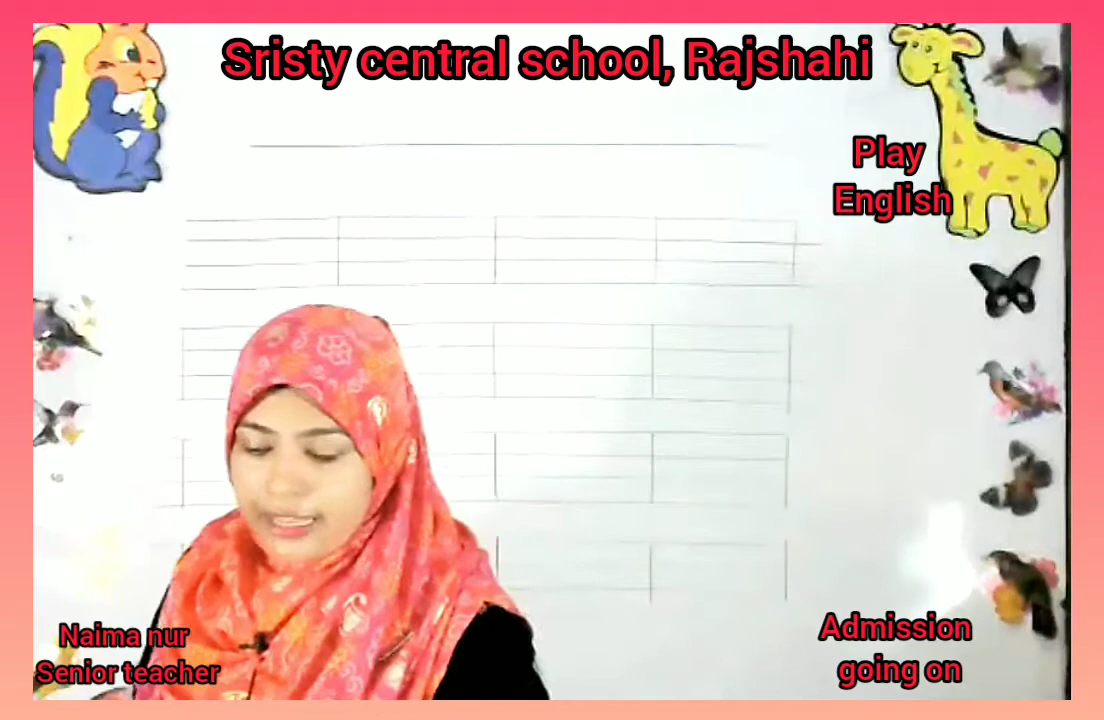 Sristy central school, Rajshahi
Play
English
Naima nur
Senior teacher
Admission
going on